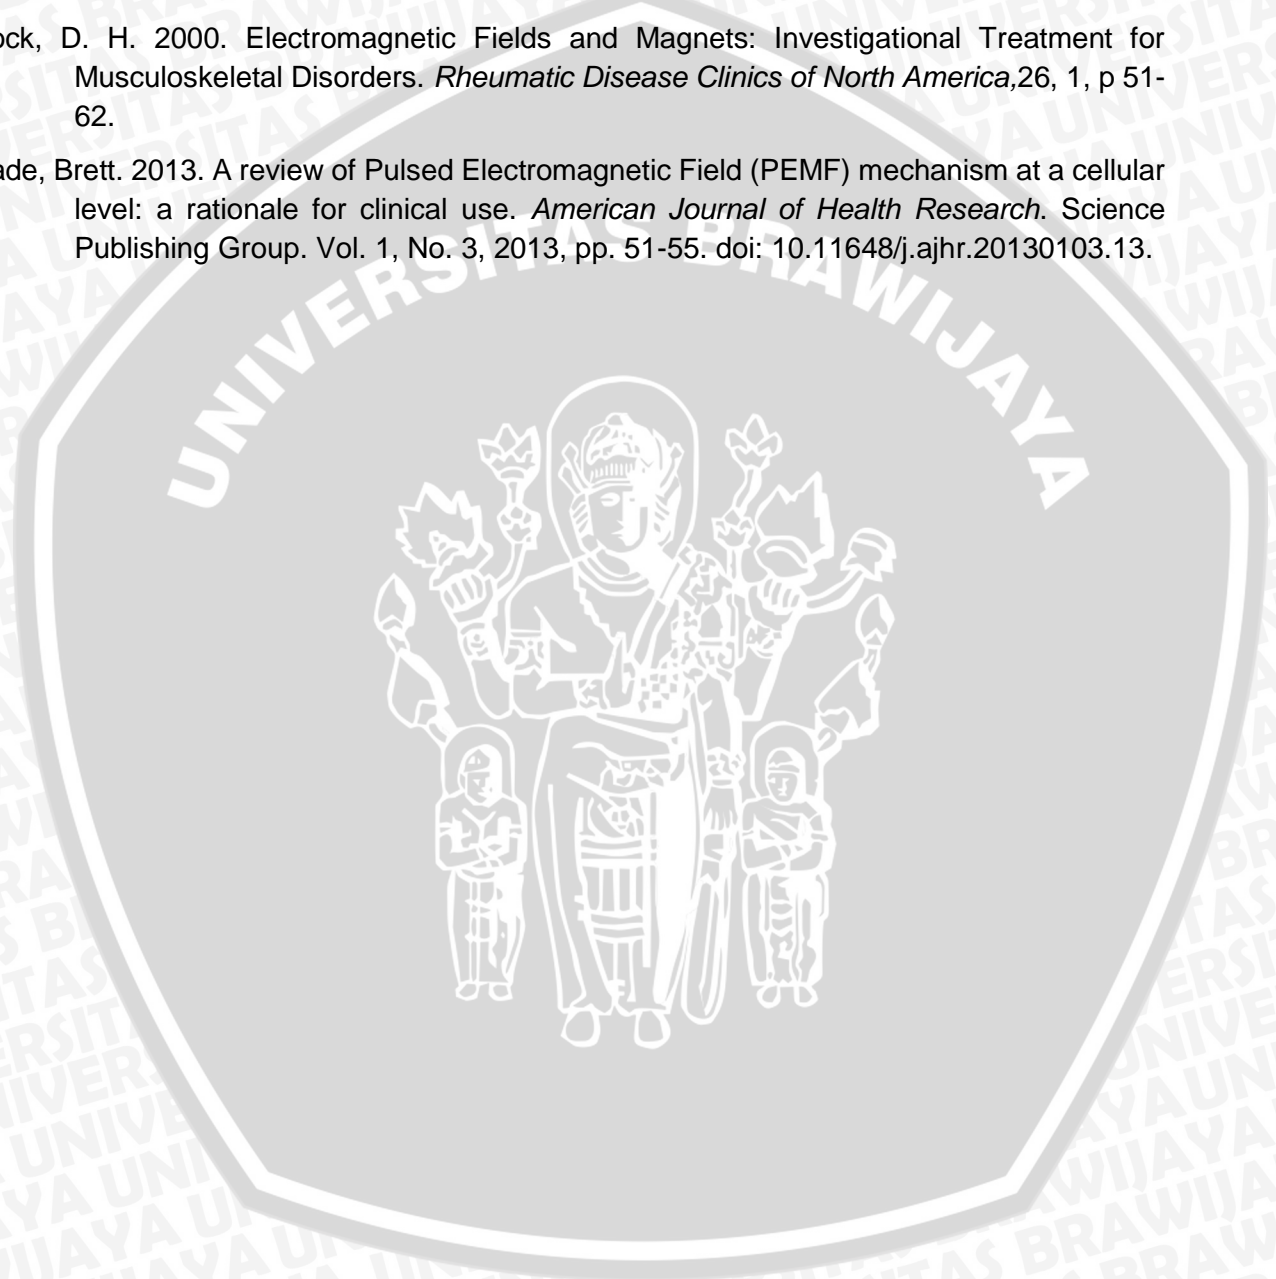 ock, D. H. 2000. Electromagnetic Fields and Magnets: Investigational Treatment for
Musculoskeletal Disorders. Rheumatic Disease Clinics of North America,26, 1, p 51-
62.
ade, Brett. 2013. A review of Pulsed Electromagnetic Field (PEMF) mechanism at a cellular
level: a rationale for clinical use. American Journal of Health Research. Science
Publishing Group. Vol. 1, No. 3, 2013, pp. 51-55. doi: 10.11648/j.ajhr.20130103.13.
UNIVERSITAS BRAWIJAYA